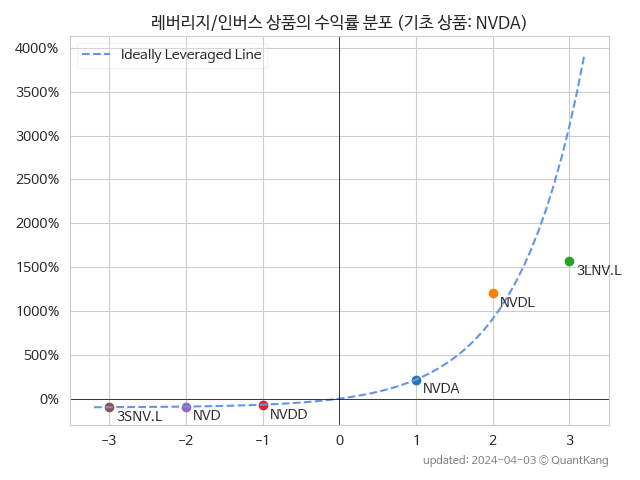 레버리지/인버스 상품의 수익률 분포 (기초 상품: NVDA)
Ideally Leveraged Line
4000%
3500%
3000%
2500%
2000%
1500%
1000%
500%
0%
3LNV.L
NVDL
NVDA
3SNV.L
NVD
NVDD
−3
−2
−1
0
1
2
3
updated: 2024-04-03 © QuantKang